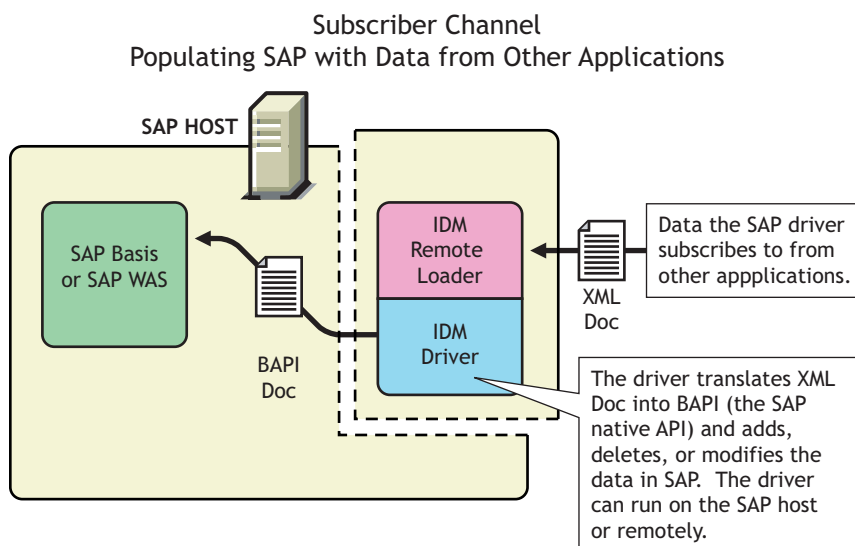 Subscriber Channel
Populating SAP with Data from Other Applications
SAP HOST
SAP Basis
or SAP WAS
BAPI
Doc
IDM
Remote
Loader
IDM
Driver
XML
Doc
Data the SAP driver
subscribes to from
other appplications.
The driver translates XML
Doc into BAPI (the SAP
native API) and adds,
deletes, or modifies the
data in SAP.  The driver
can run on the SAP host
or remotely.